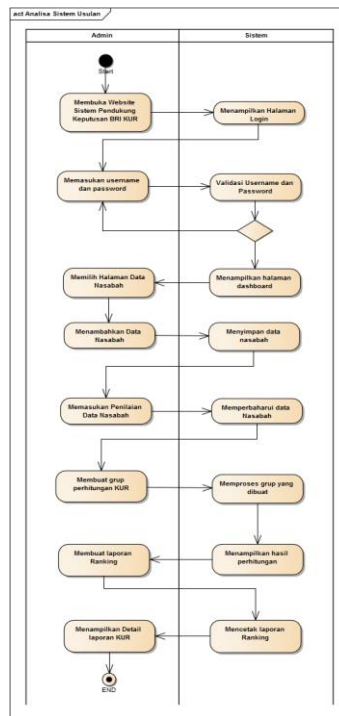 act Analisa Sistem Usulan
Admin
Sistem
Start
Membuka Website
Sistem Pendukung
Keputusan BRI KUR
Menampilkan Halaman
Login
Memasukan username
dan password
Validasi Username dan
Password
Memilih Halaman Data
Nasabah
Menampilkan halaman
dashboard
Menambahkan Data
Nasabah
Menyimpan data
nasabah
Memasukan Penilaian
Data Nasabah
Memperbaharui data
Nasabah
Membuat grup
perhitungan KUR
Memproses grup yang
dibuat
Membuat laporan
Ranking
Menampilkan hasil
perhitungan
Menampilkan Detail
laporan KUR
Mencetak laporan
Ranking
END